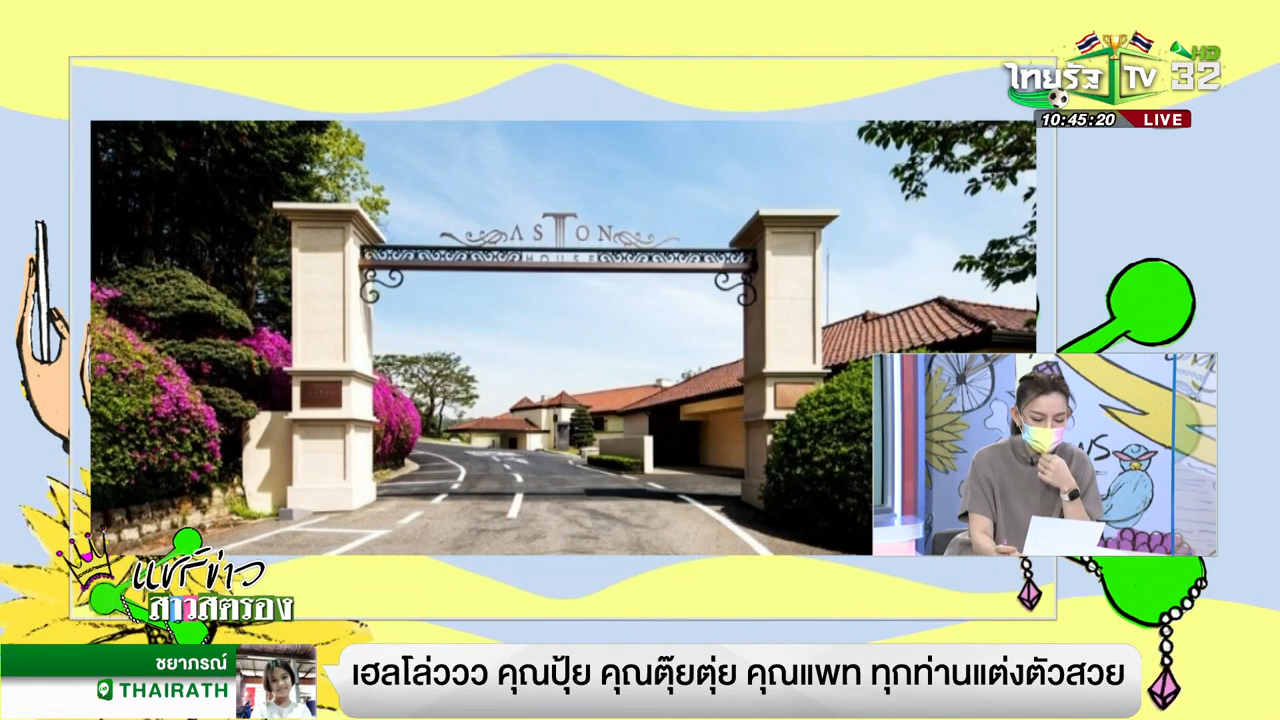 ไทยรัฐ TV 32 HD
10:45:20 LIVE
ASTON
HOUSE
แชร์ข่าว
สาวสตรอง
ชยาภรณ์
THAIRATH
เฮลโล่ววว คุณปุ้ย คุณตุ๊ยตุ่ย คุณแพท ทุกท่านแต่งตัวสวย